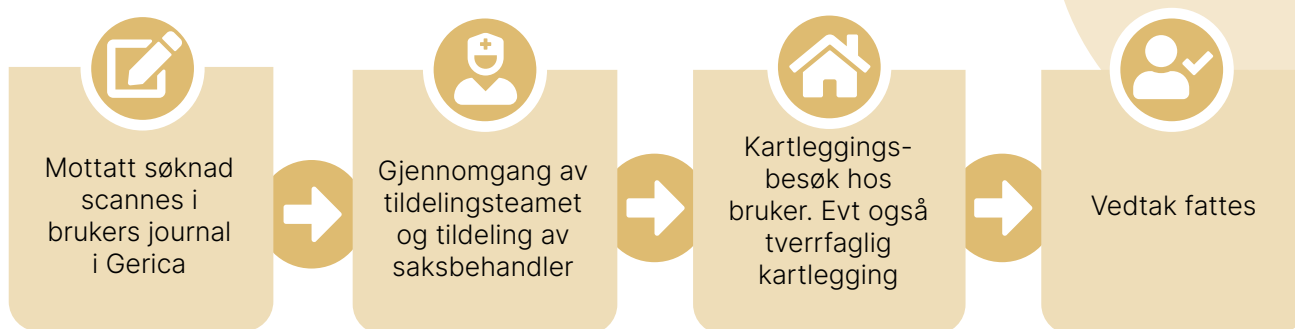 Mottatt søknad
scannes i
brukers journal
i Gerica
Gjennomgang av
tildelingsteamet
og tildeling av
saksbehandler
Kartleggings-
besøk hos
bruker. Evt også
tverrfaglig
kartlegging
Vedtak fattes